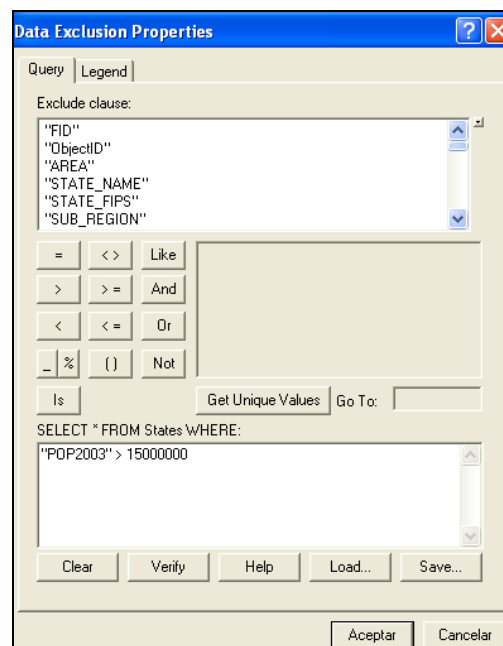 Data Exclusion Properties
Query Legend
Exclude clause:
"FID"
"ObjectID"
"AREA"
"STATE_NAME"
"STATE_FIPS"
"SUB_REGION"
= < > Like
> > = And
< < = Or
_ % ( ) Not
Is Get Unique Values Go To:
SELECT * FROM States WHERE:
"POP2003" > 15000000
Clear Verify Help Load... Save...
Aceptar Cancelar